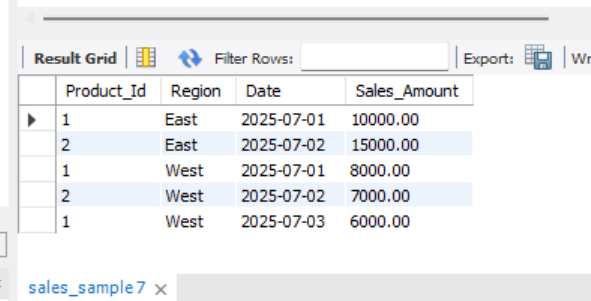 Result Grid Filter Rows: Export: Wr
Product_Id Region Date Sales_Amount
1 East 2025-07-01 10000.00
2 East 2025-07-02 15000.00
1 West 2025-07-01 8000.00
2 West 2025-07-02 7000.00
1 West 2025-07-03 6000.00
sales_sample 7